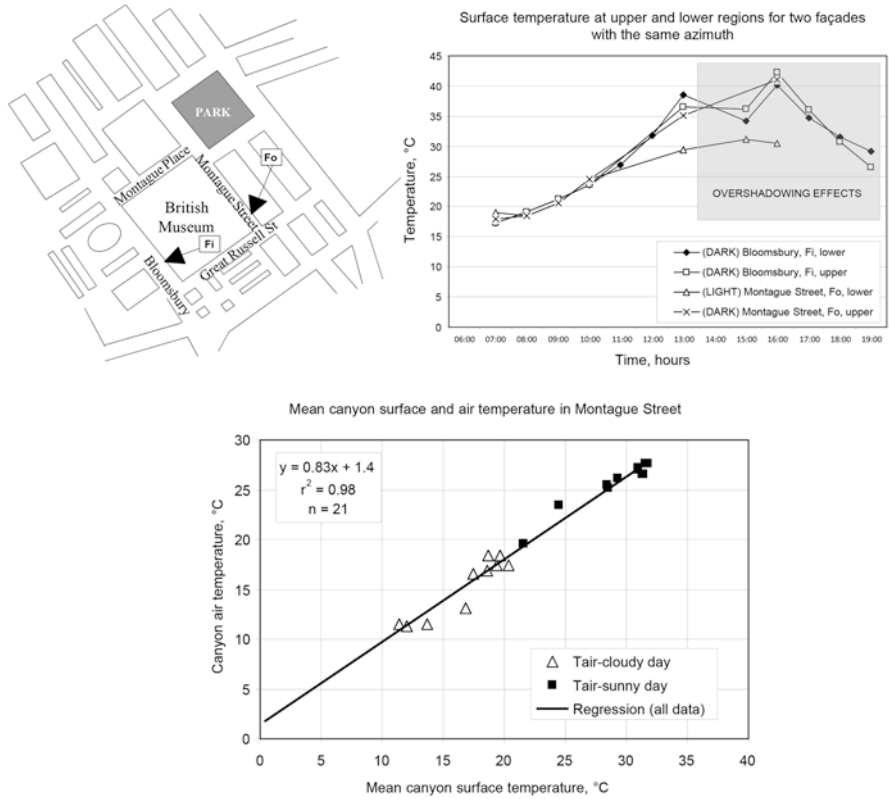 PARK
Fo
Montague Place
Montague Street
British
Museum
Fi
Great Russell St
Bloomsbury
Surface temperature at upper and lower regions for two façades
with the same azimuth
Temperature, °C
45
40
35
30
25
20
15
10
5
0
OVERSHADOWING EFFECTS
(DARK) Bloomsbury, Fi, lower
(DARK) Bloomsbury, Fi, upper
(LIGHT) Montague Street, Fo, lower
(DARK) Montague Street, Fo, upper
06:00 07:00 08:00 09:00 10:00 11:00 12:00 13:00 15:00 16:00 17:00 18:00 19:00
Time, hours
Mean canyon surface and air temperature in Montague Street
Canyon air temperature, °C
30
25
20
15
10
5
0
y = 0.83x + 1.4
r² = 0.98
n = 21
Tair-cloudy day
Tair-sunny day
Regression (all data)
0 5 10 15 20 25 30 35 40
Mean canyon surface temperature, °C